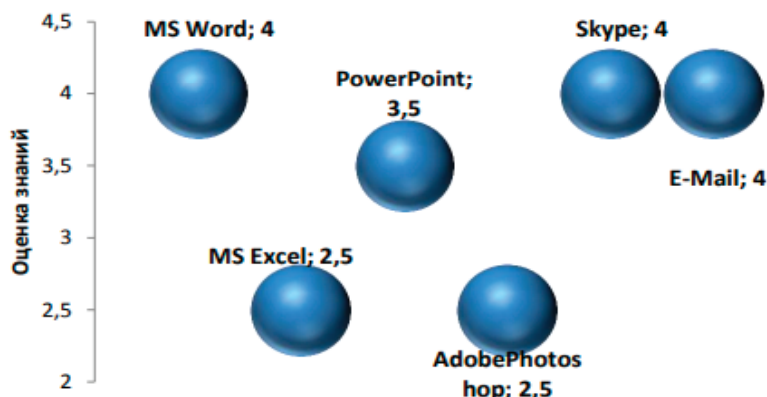 4,5
MS Word; 4
Skype; 4
4
PowerPoint;
3,5
3,5
E-Mail; 4
Оценка знаний
3
MS Excel; 2,5
2,5
AdobePhotos
hop; 2,5
2